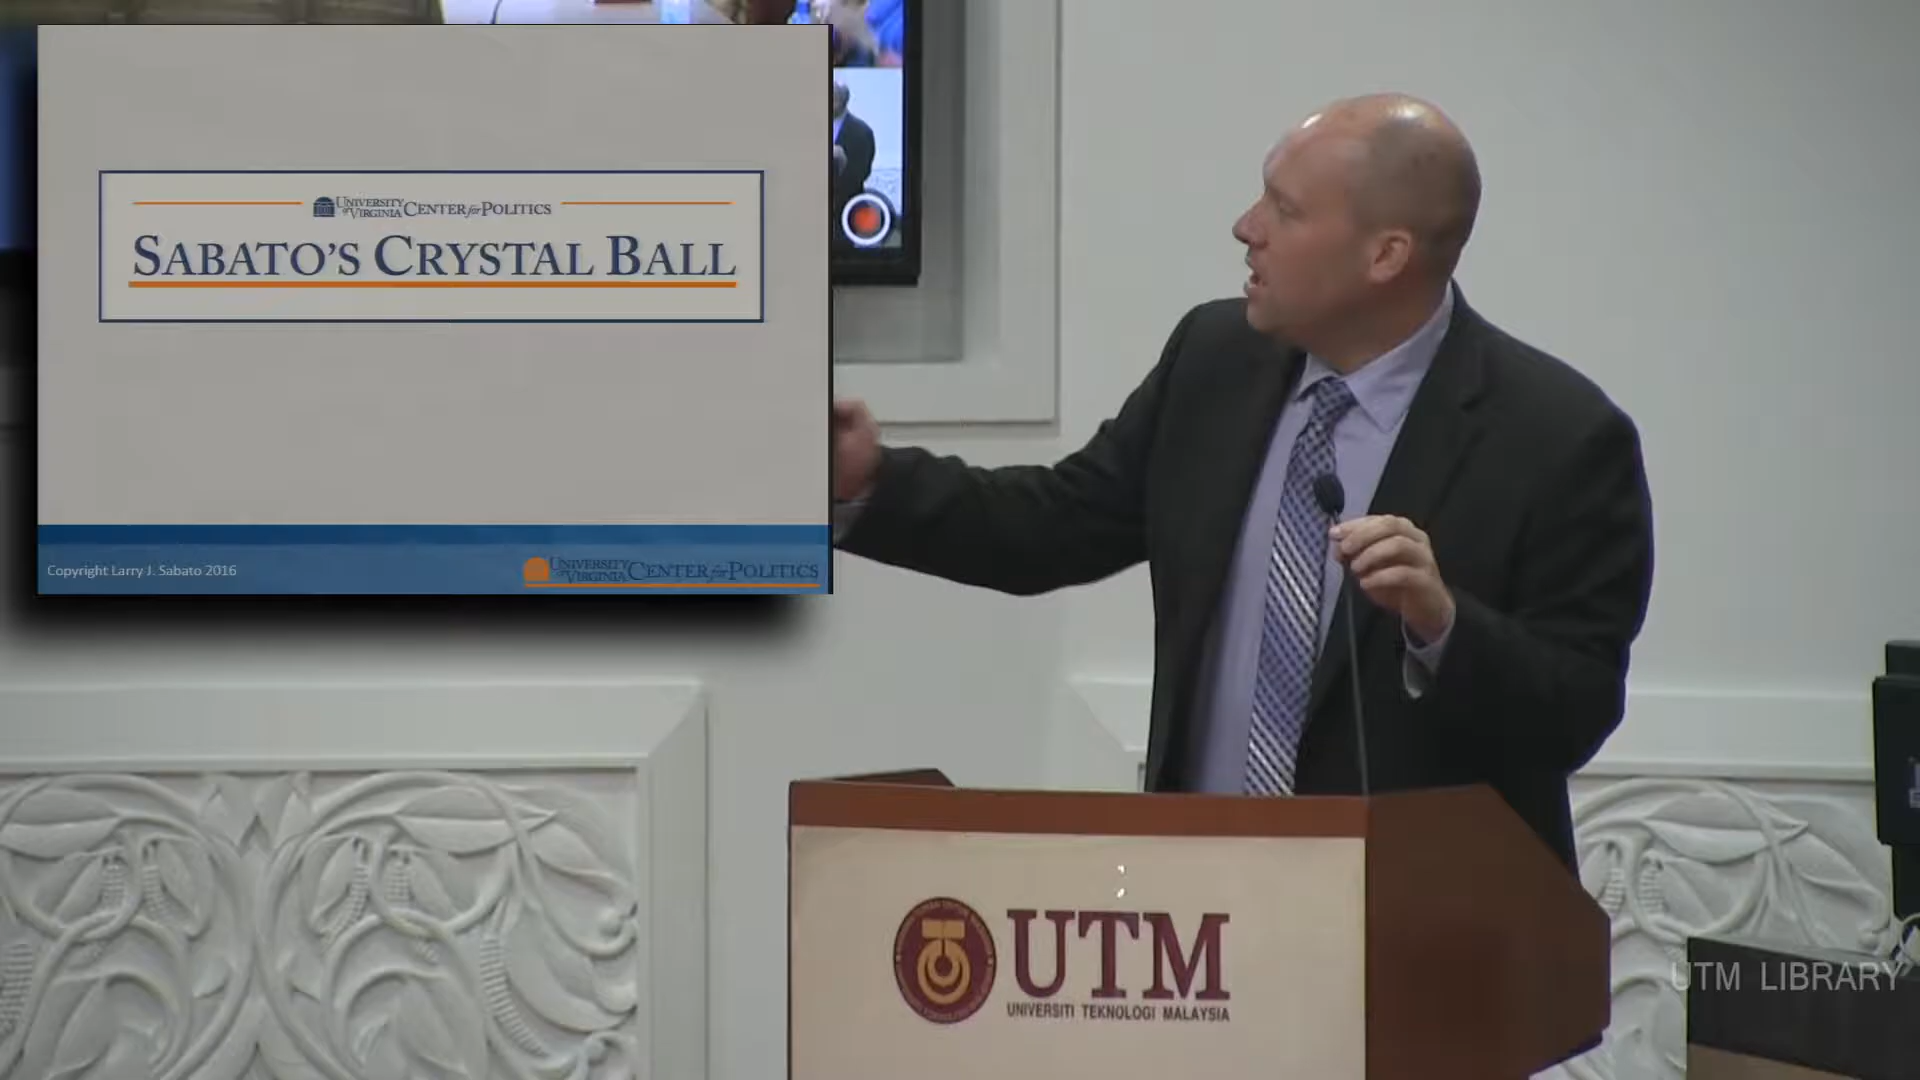 UNIVERSITY
of VIRGINIA CENTER for POLITICS
SABATO'S CRYSTAL BALL
Copyright Larry J. Sabato 2016
UNIVERSITY
of VIRGINIA CENTER for POLITICS
UTM
UNIVERSITI TEKNOLOGI MALAYSIA
UTM LIBRARY